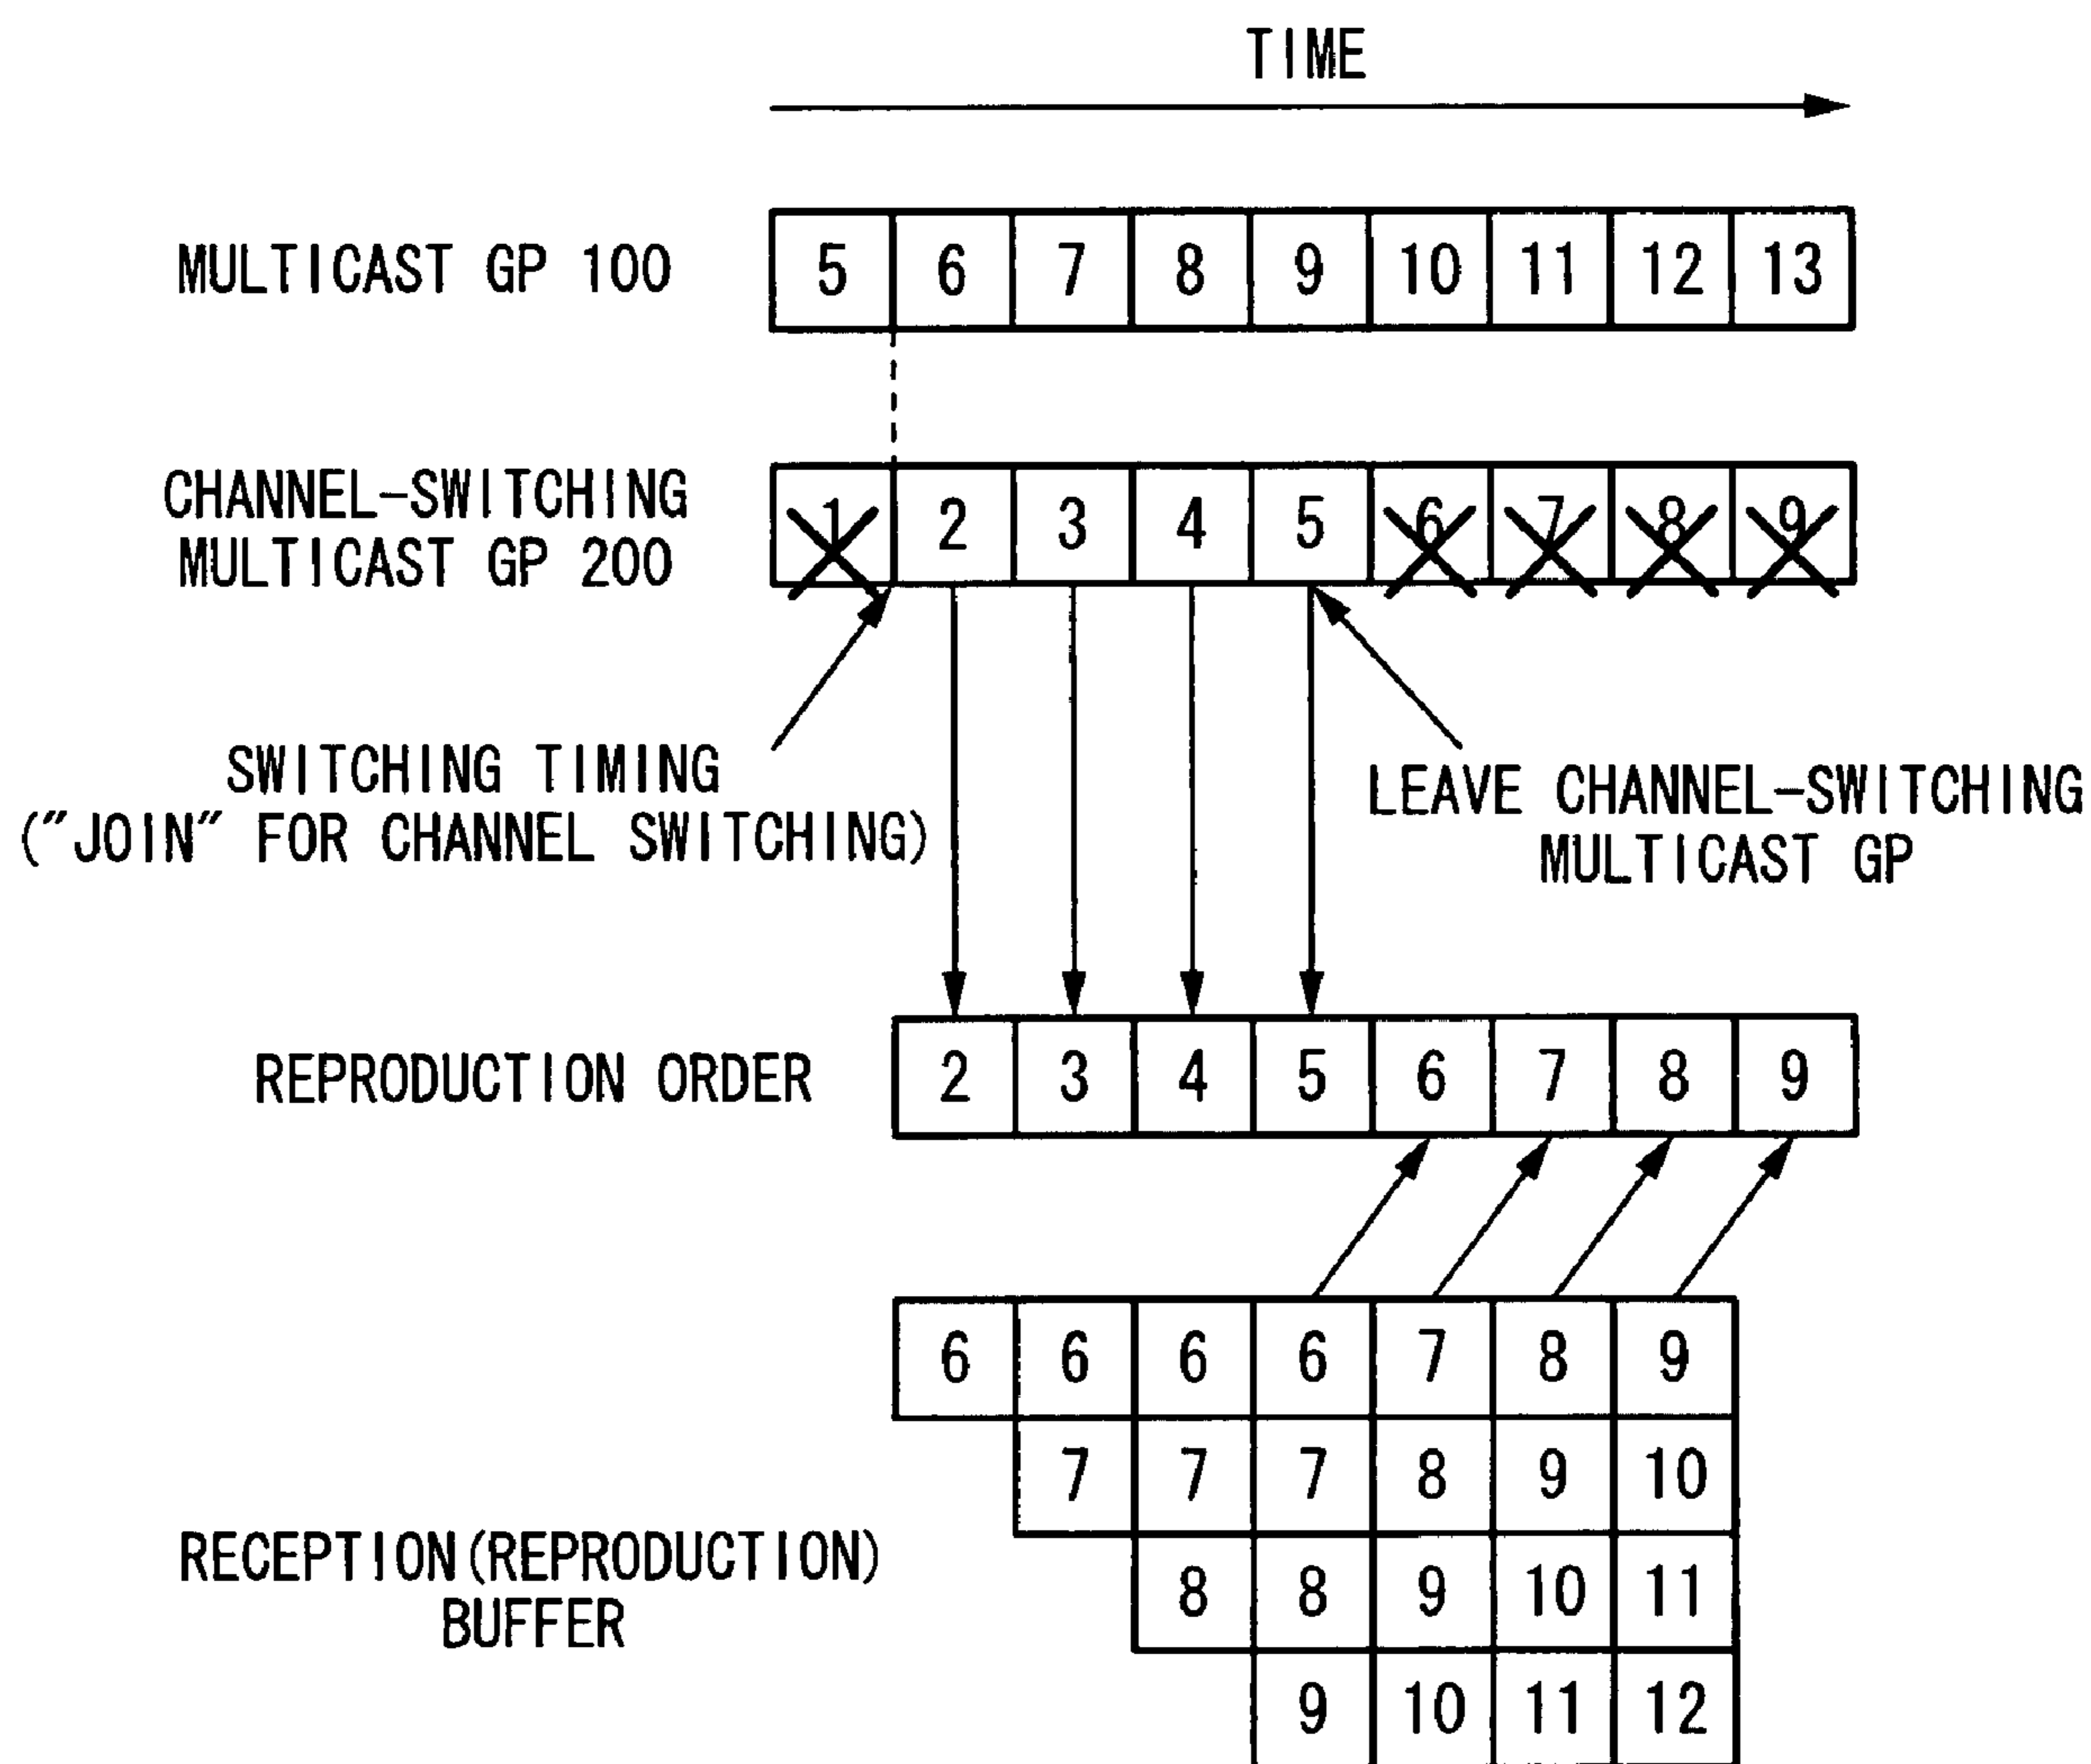 TIME
MULTICAST GP 100
5 6 7 8 9 10 11 12 13
CHANNEL-SWITCHING
MULTICAST GP 200
1 2 3 4 5 6 7 8 9
SWITCHING TIMING
("JOIN" FOR CHANNEL SWITCHING)
LEAVE CHANNEL-SWITCHING
MULTICAST GP
REPRODUCTION ORDER
2 3 4 5 6 7 8 9
6 6 6 6 7 8 9
7 7 7 8 9 10
RECEPTION(REPRODUCTION)
BUFFER
8 8 9 10 11
9 10 11 12